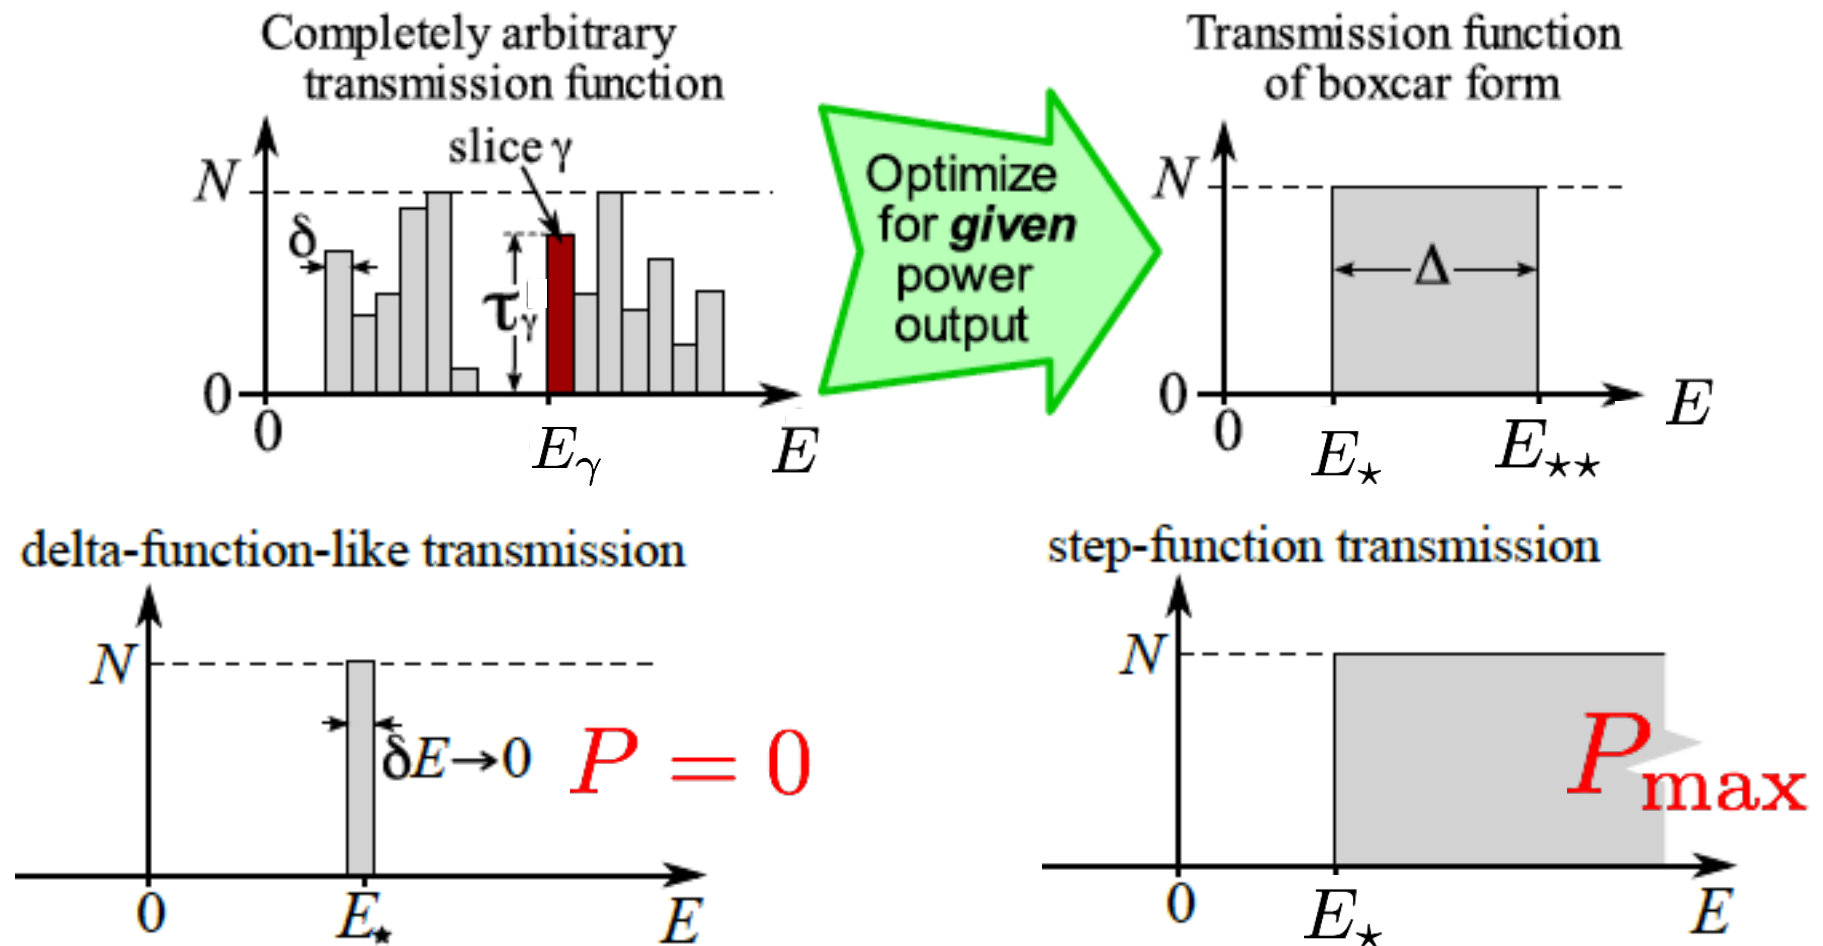 Completely arbitrary
transmission function
slice γ
N
δ
τγ
0
0
Eγ
E
Optimize
for given
power
output
Transmission function
of boxcar form
N
Δ
0
0
E⋆
E⋆⋆
E
delta-function-like transmission
N
δE→0
P = 0
0
E⋆
E
step-function transmission
N
Pmax
0
E⋆
E